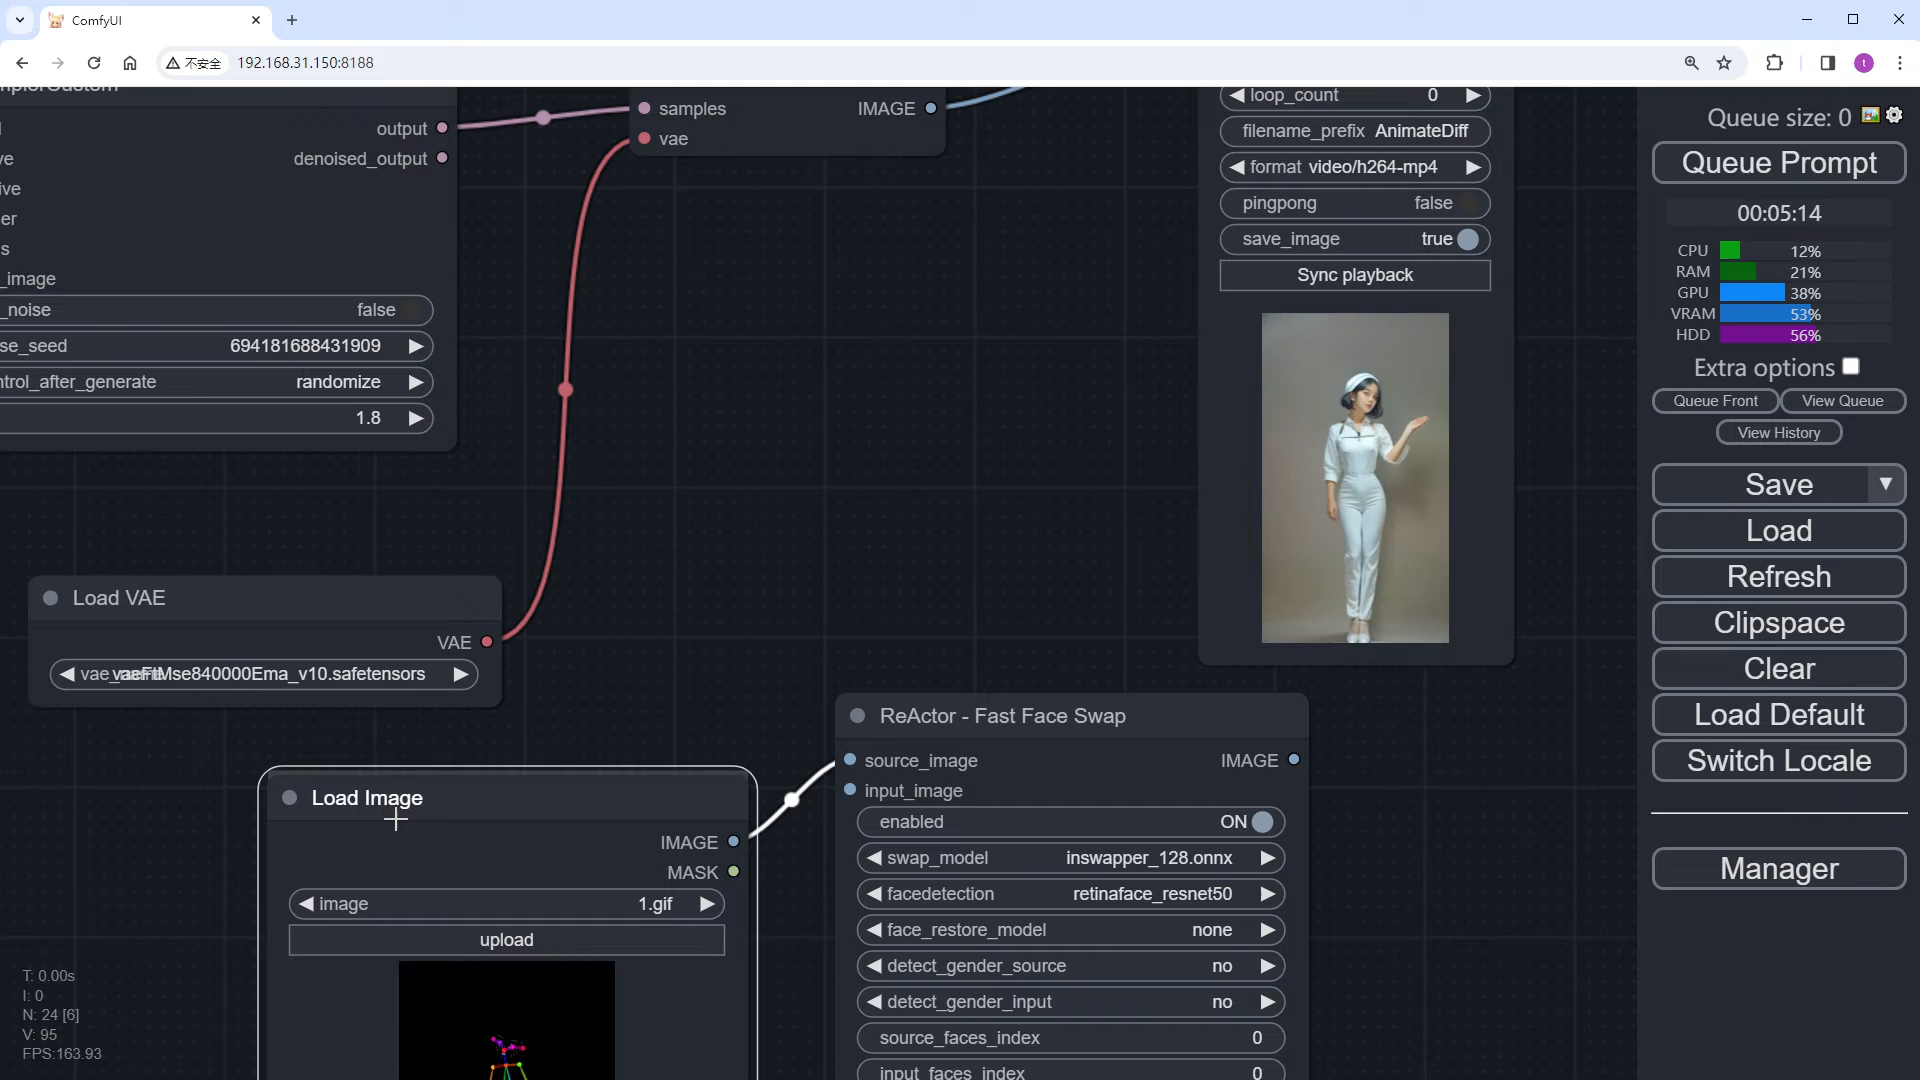 ComfyUI
不安全
192.168.31.150:8188
output
denoised_output
ve
ive
er
s
_image
_noise
false
se_seed
694181688431909
ntrol_after_generate
randomize
1.8
samples
IMAGE
vae
loop_count
0
filename_prefix
AnimateDiff
format
video/h264-mp4
pingpong
false
save_image
true
Sync playback
Load VAE
VAE
vaeFtMse840000Ema_v10.safetensors
Load Image
IMAGE
MASK
image
1.gif
upload
ReActor - Fast Face Swap
source_image
IMAGE
input_image
enabled
ON
swap_model
inswapper_128.onnx
facedetection
retinaface_resnet50
face_restore_model
none
detect_gender_source
no
detect_gender_input
no
source_faces_index
0
input_faces_index
0
T: 0.00s
I: 0
N: 24 [6]
V: 95
FPS:163.93
Queue size: 0
Queue Prompt
00:05:14
CPU
12%
RAM
21%
GPU
38%
VRAM
53%
HDD
56%
Extra options
Queue Front
View Queue
View History
Save
▼
Load
Refresh
Clipspace
Clear
Load Default
Switch Locale
Manager
t